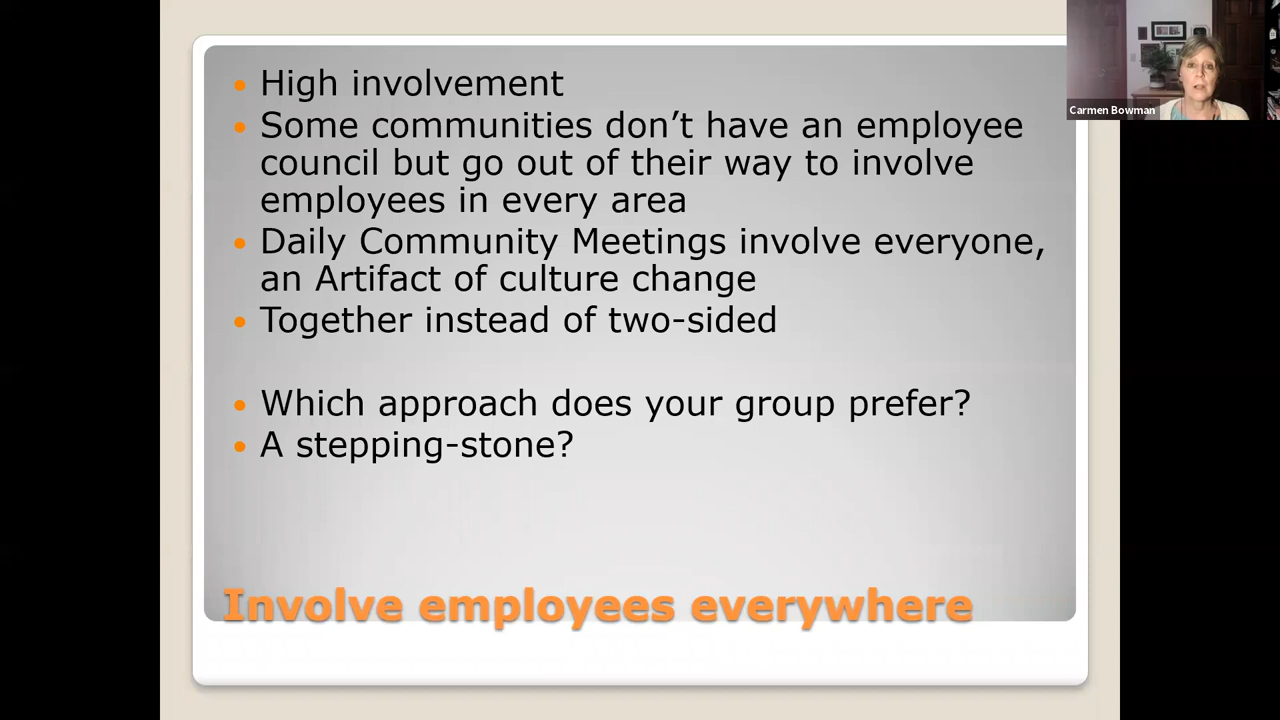 • High involvement
• Some communities don’t have an employee
council but go out of their way to involve
employees in every area
• Daily Community Meetings involve everyone,
an Artifact of culture change
• Together instead of two-sided
• Which approach does your group prefer?
• A stepping-stone?
Involve employees everywhere
Carmen Bowman